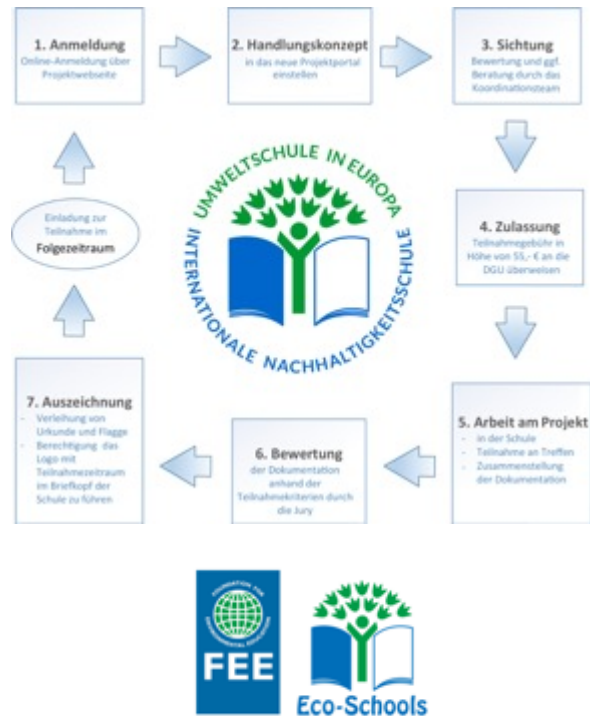 1. Anmeldung
Online-Anmeldung über
Projektwebseite
2. Handlungskonzept
in das neue Projektportal
einstellen
3. Sichtung
Bewertung und ggf.
Beratung durch das
Koordinationsteam
4. Zulassung
Teilnahmegebühr in
Höhe von 55,- € an die
DGU überweisen
5. Arbeit am Projekt
- in der Schule
- Teilnahme an Treffen
- Zusammenstellung
der Dokumentation
6. Bewertung
der Dokumentation
anhand der
Teilnahmekriterien durch
die Jury
7. Auszeichnung
- Verleihung von
Urkunde und Flagge
- Berechtigung das
Logo mit
Teilnahmezeitraum
im Briefkopf der
Schule zu führen
Einladung zur
Teilnahme im
Folgezeitraum
UMWELTSCHULE IN EUROPA
INTERNATIONALE NACHHALTIGKEITSSCHULE
FOUNDATION FOR
ENVIRONMENTAL EDUCATION
FEE
Eco-Schools